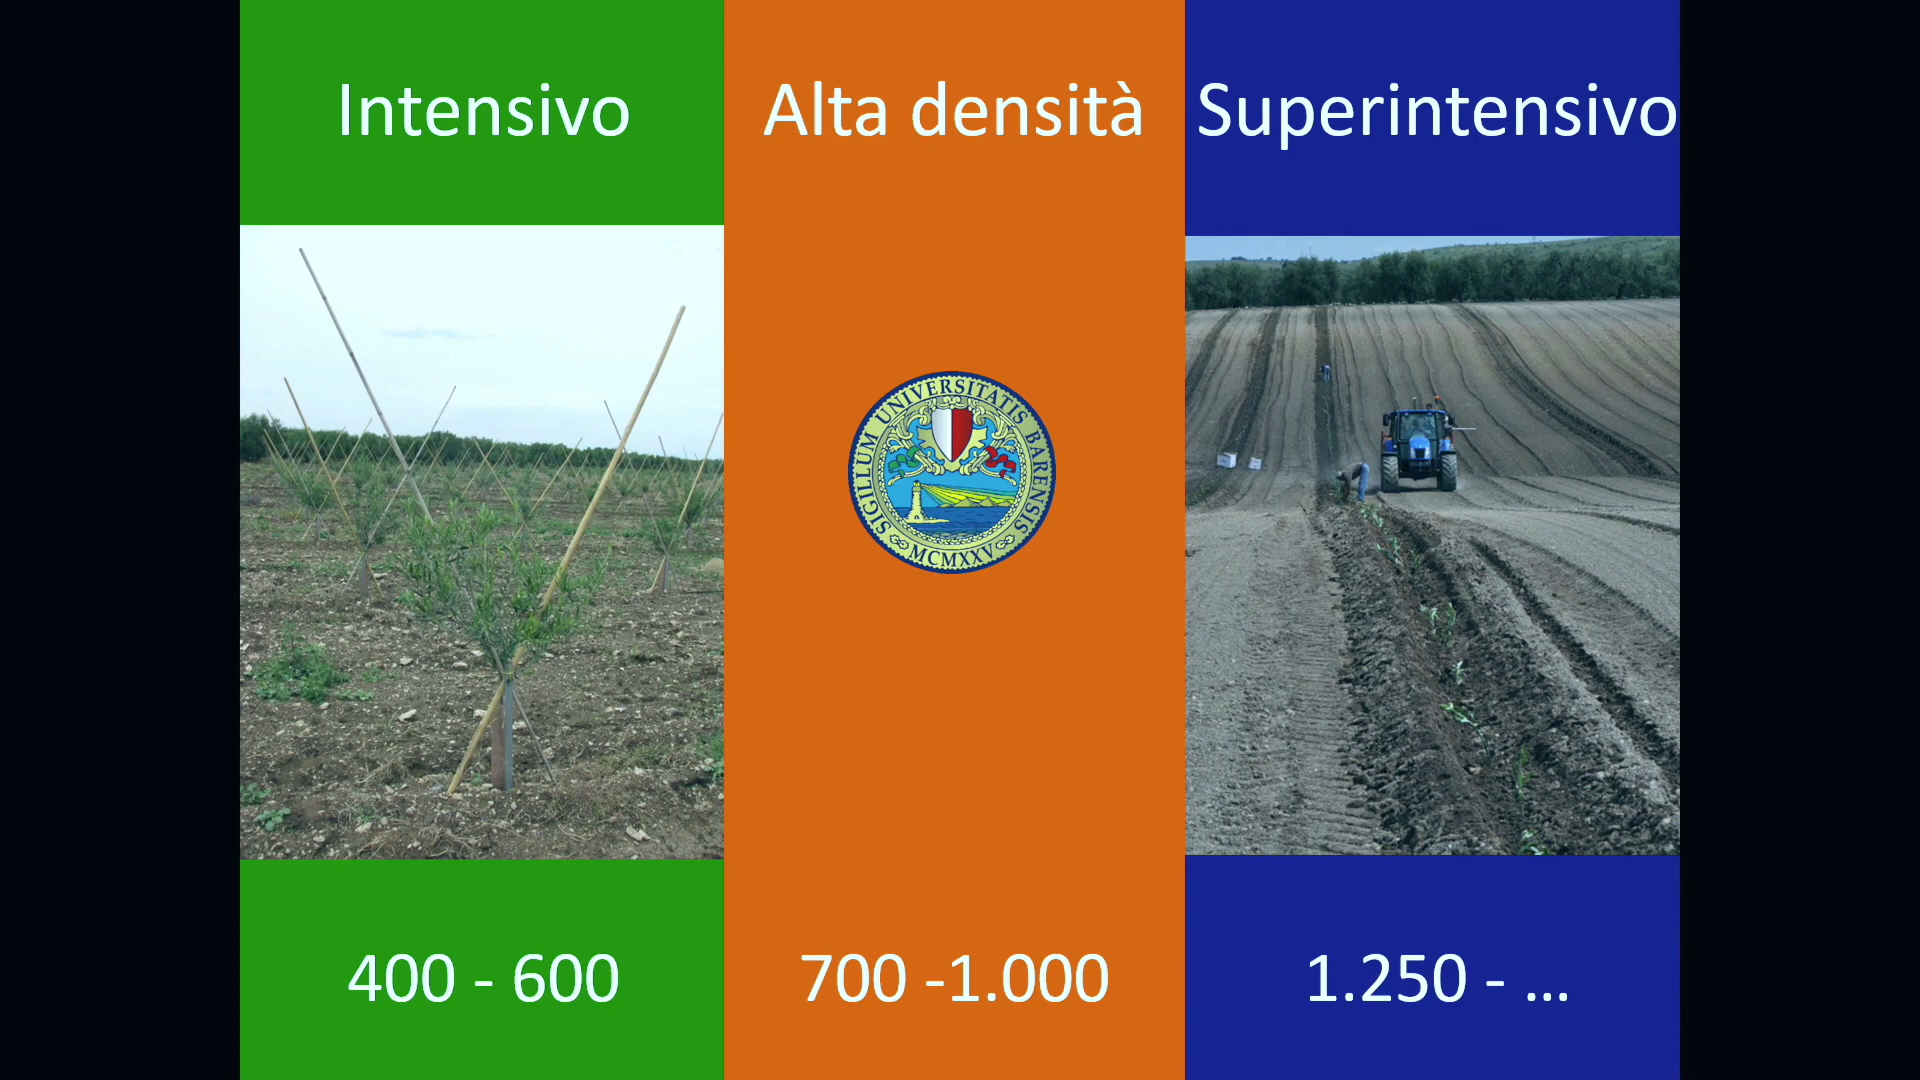 Intensivo
Alta densità
Superintensivo
SIGILLUM UNIVERSITATIS BARENSIS
MCMXXV
400 - 600
700 -1.000
1.250 - ...